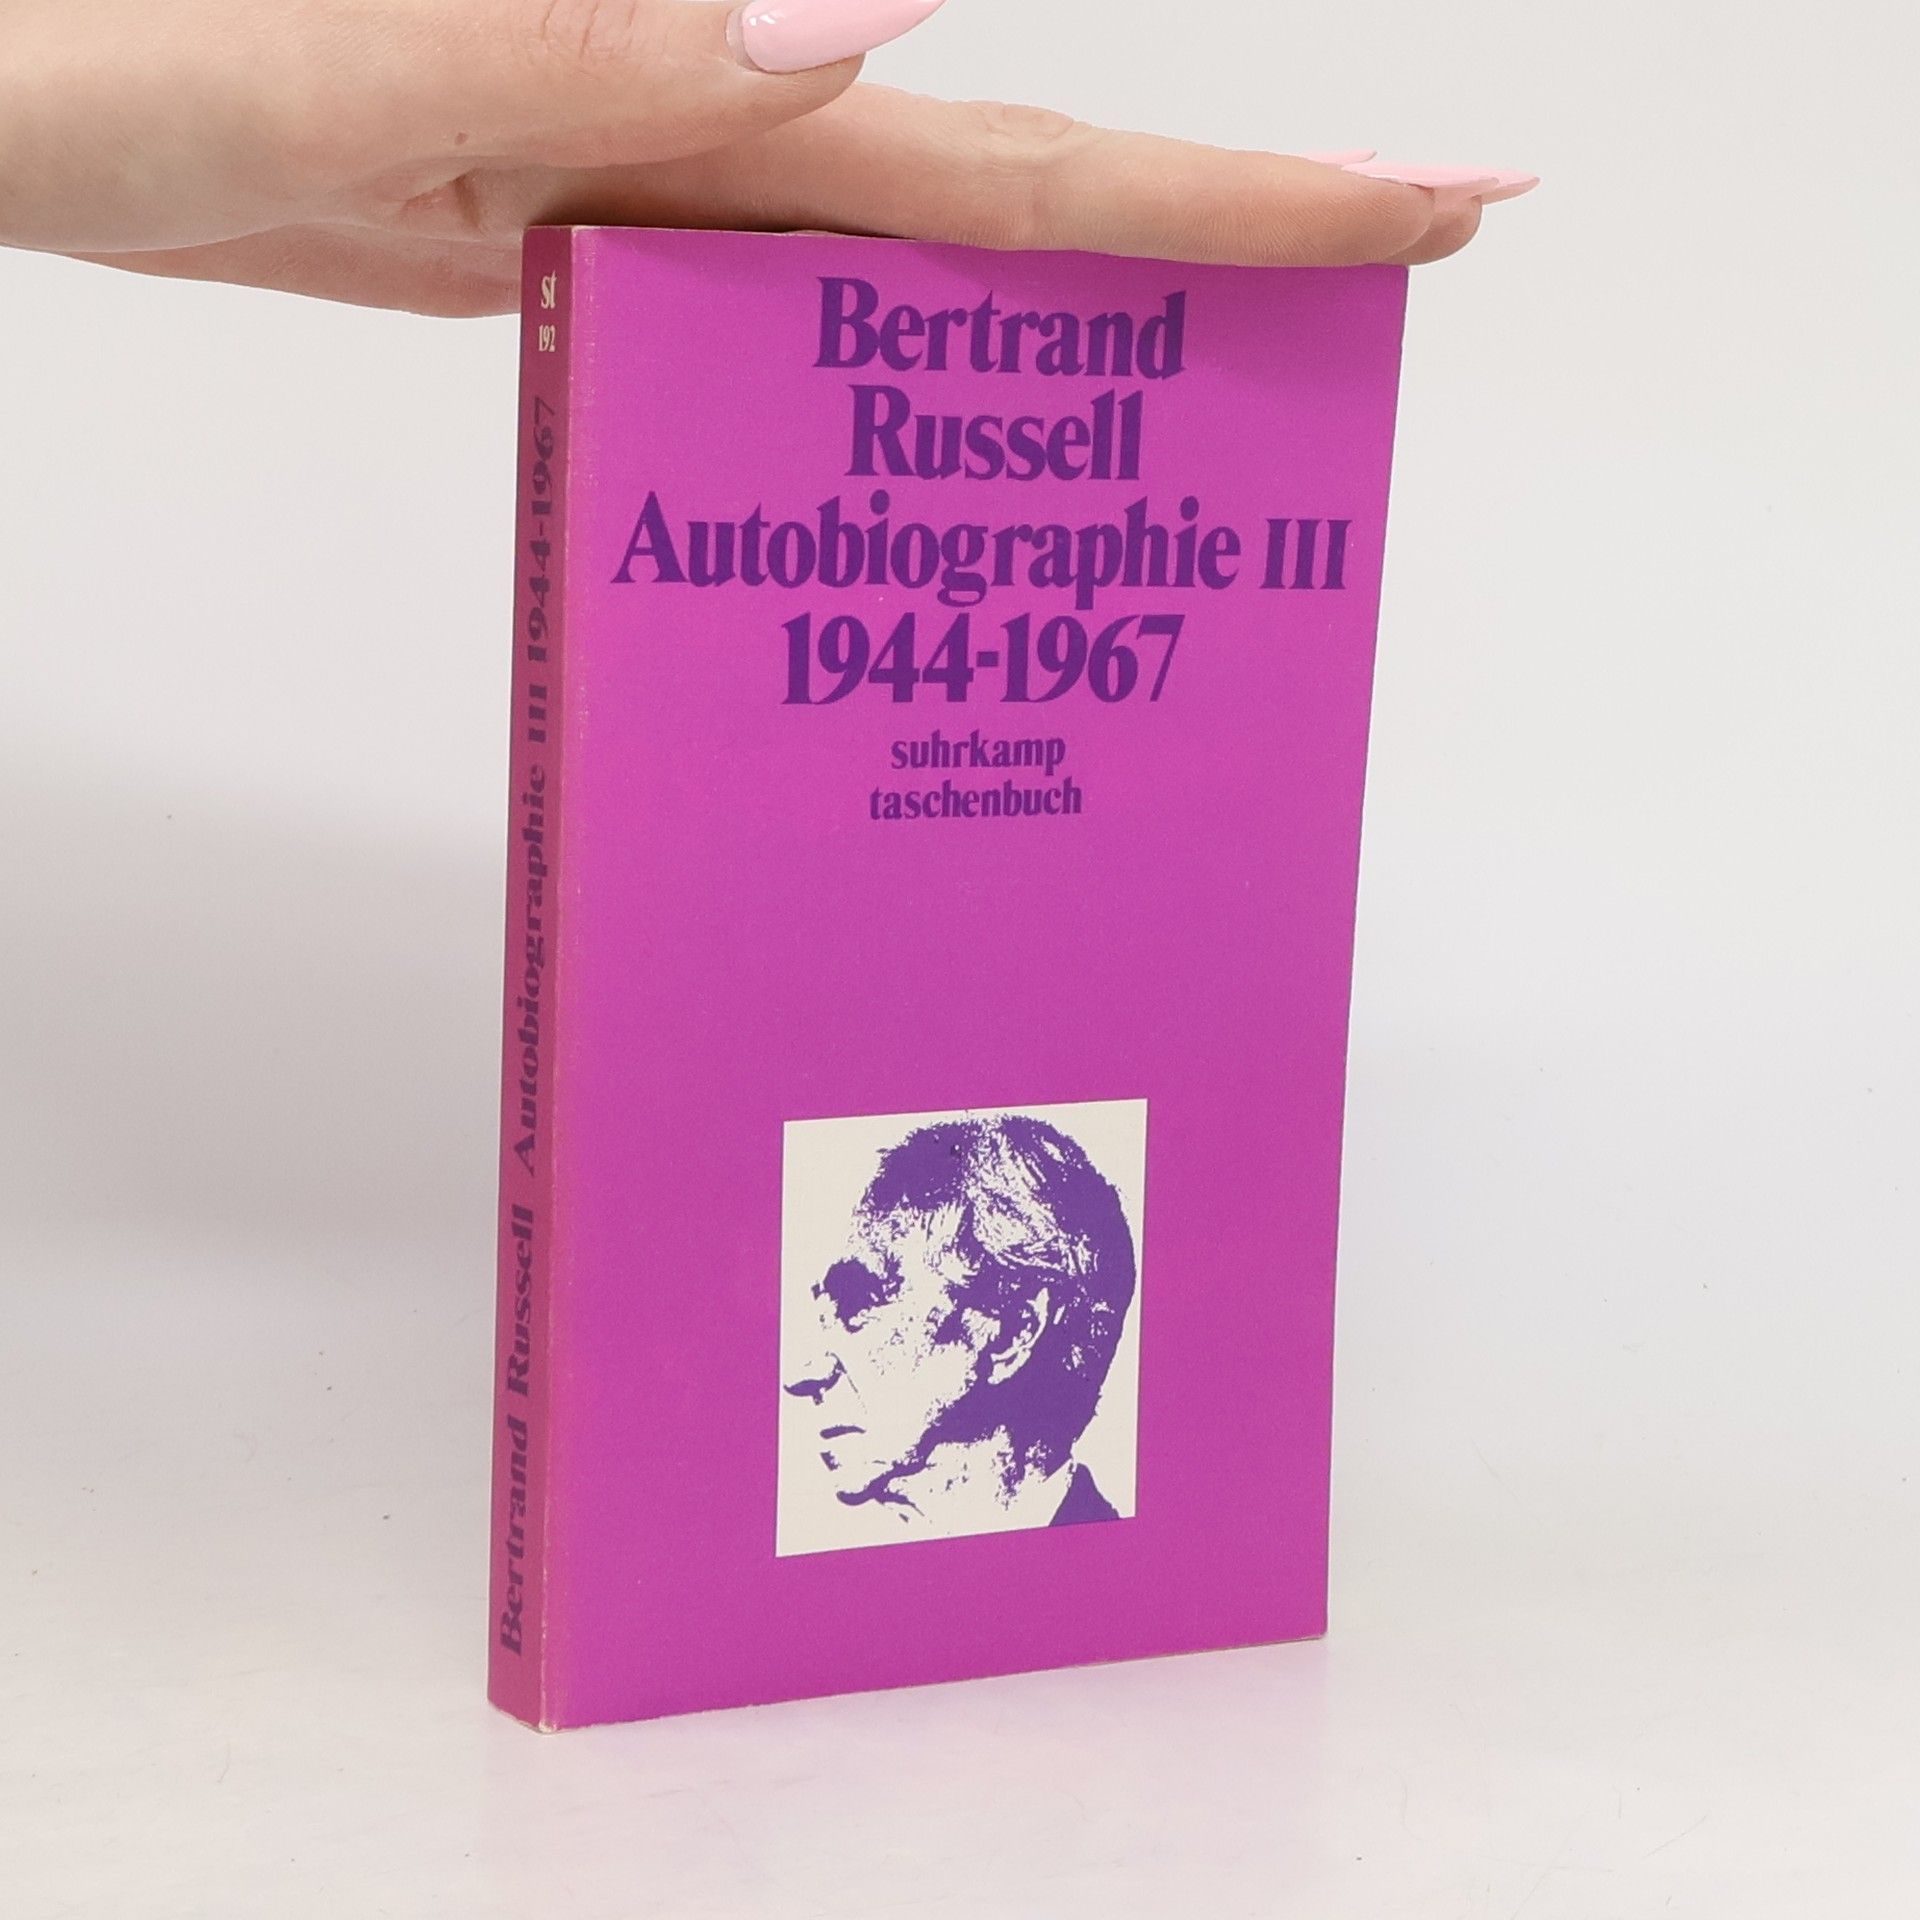 st
192
Bertrand Russell Autobiographie III 1944-1967
Bertrand
Russell
Autobiographie III
1944-1967
suhrkamp
taschenbuch